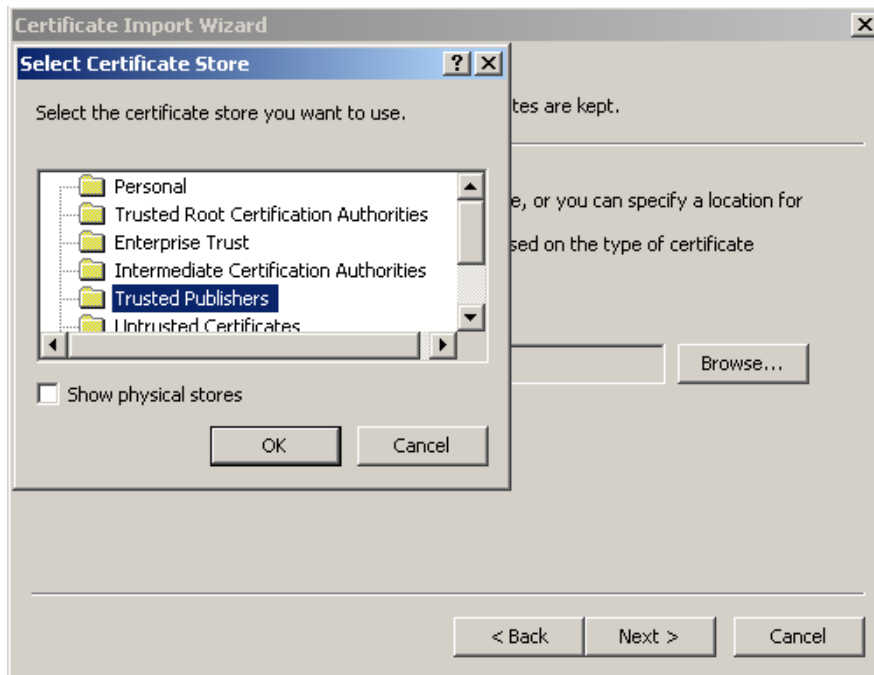 Certificate Import Wizard
Select Certificate Store
Select the certificate store you want to use.
tes are kept.
Personal
Trusted Root Certification Authorities
e, or you can specify a location for
Enterprise Trust
sed on the type of certificate
Intermediate Certification Authorities
Trusted Publishers
Untrusted Certificates
Browse...
Show physical stores
OK Cancel
< Back Next > Cancel